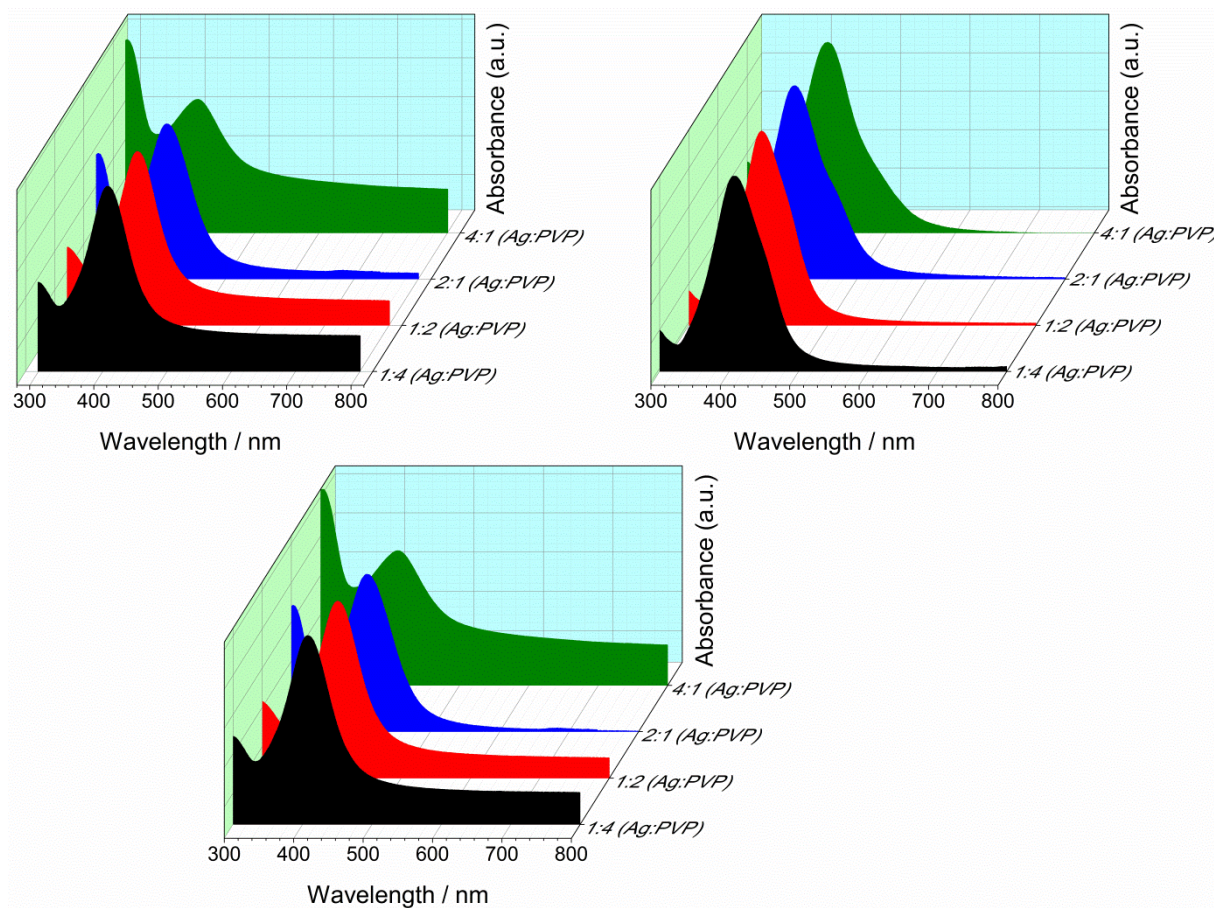 Absorbance (a.u.)
4:1 (Ag:PVP)
2:1 (Ag:PVP)
1:2 (Ag:PVP)
1:4 (Ag:PVP)
300 400 500 600 700 800
Wavelength / nm
Absorbance (a.u.)
4:1 (Ag:PVP)
2:1 (Ag:PVP)
1:2 (Ag:PVP)
1:4 (Ag:PVP)
300 400 500 600 700 800
Wavelength / nm
Absorbance (a.u.)
4:1 (Ag:PVP)
2:1 (Ag:PVP)
1:2 (Ag:PVP)
1:4 (Ag:PVP)
300 400 500 600 700 800
Wavelength / nm